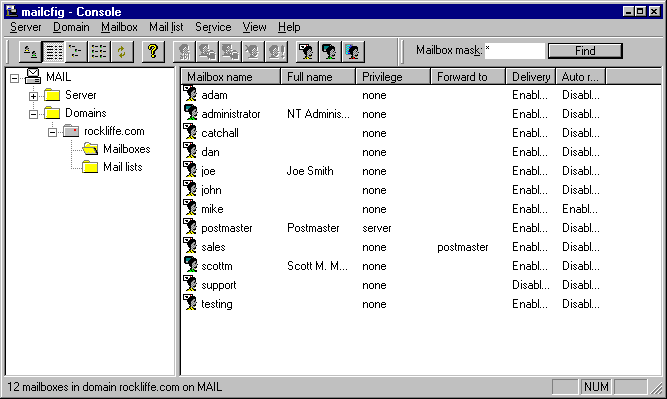 mailcfig - Console
Server Domain Mailbox Mail list Service View Help
Mailbox mask: * Find
MAIL
Server
Domains
rockliffe.com
Mailboxes
Mail lists
Mailbox name Full name Privilege Forward to Delivery Auto r...
adam none Enabl... Disabl...
administrator NT Adminis... none Enabl... Disabl...
catchall none Enabl... Disabl...
dan none Enabl... Disabl...
joe Joe Smith none Enabl... Disabl...
john none Enabl... Disabl...
mike none Enabl... Enabl...
postmaster Postmaster server Enabl... Disabl...
sales none postmaster Enabl... Disabl...
scottm Scott M. M... none Enabl... Disabl...
support none Disabl... Disabl...
testing none Enabl... Disabl...
12 mailboxes in domain rockliffe.com on MAIL NUM